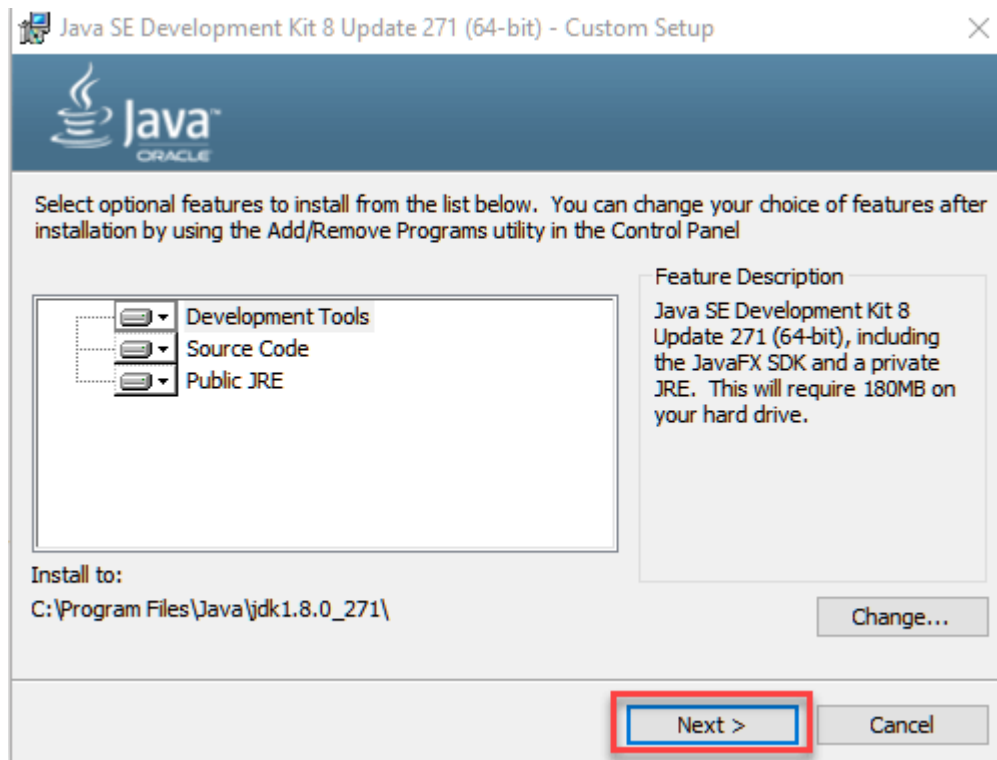 Java SE Development Kit 8 Update 271 (64-bit) - Custom Setup
Java™
ORACLE
Select optional features to install from the list below.  You can change your choice of features after
installation by using the Add/Remove Programs utility in the Control Panel
Development Tools
Source Code
Public JRE
Feature Description
Java SE Development Kit 8
Update 271 (64-bit), including
the JavaFX SDK and a private
JRE.  This will require 180MB on
your hard drive.
Install to:
C:\Program Files\Java\jdk1.8.0_271\
Change...
Next >
Cancel